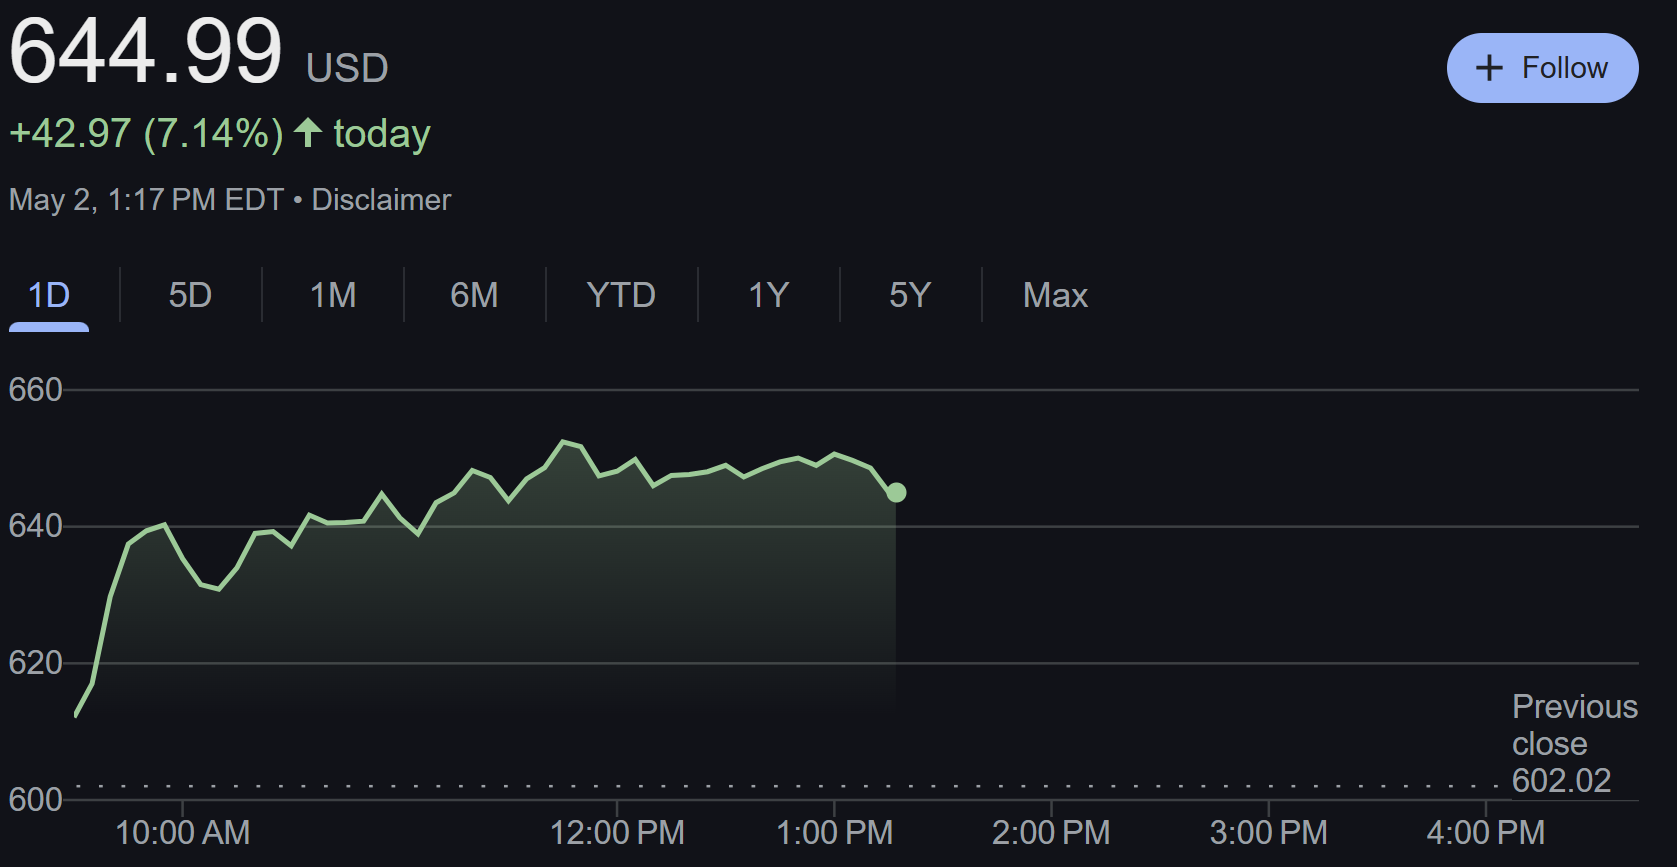 644.99 USD
+ Follow
+42.97 (7.14%) ↑ today
May 2, 1:17 PM EDT • Disclaimer
1D 5D 1M 6M YTD 1Y 5Y Max
660
640
620
Previous
close
602.02
600
10:00 AM 12:00 PM 1:00 PM 2:00 PM 3:00 PM 4:00 PM